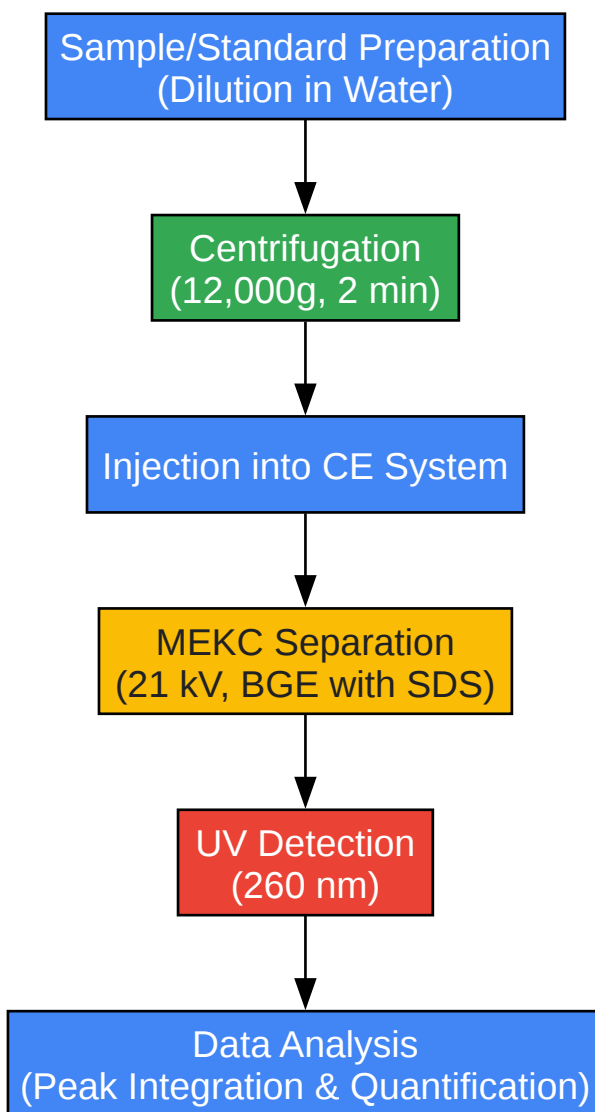 Sample/Standard Preparation
(Dilution in Water)
Centrifugation
(12,000g, 2 min)
Injection into CE System
MEKC Separation
(21 kV, BGE with SDS)
UV Detection
(260 nm)
Data Analysis
(Peak Integration & Quantification)